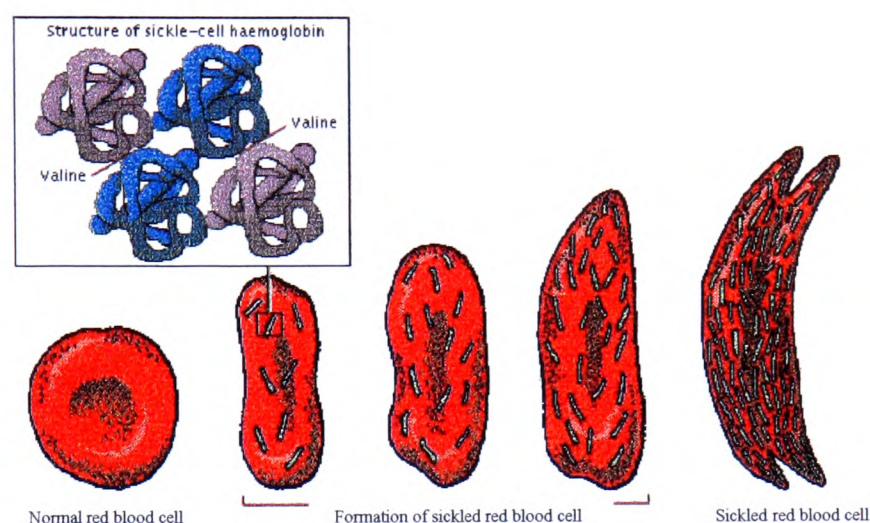 Structure of sickle-cell haemoglobin
Valine
Valine
Normal red blood cell
Formation of sickled red blood cell
Sickled red blood cell